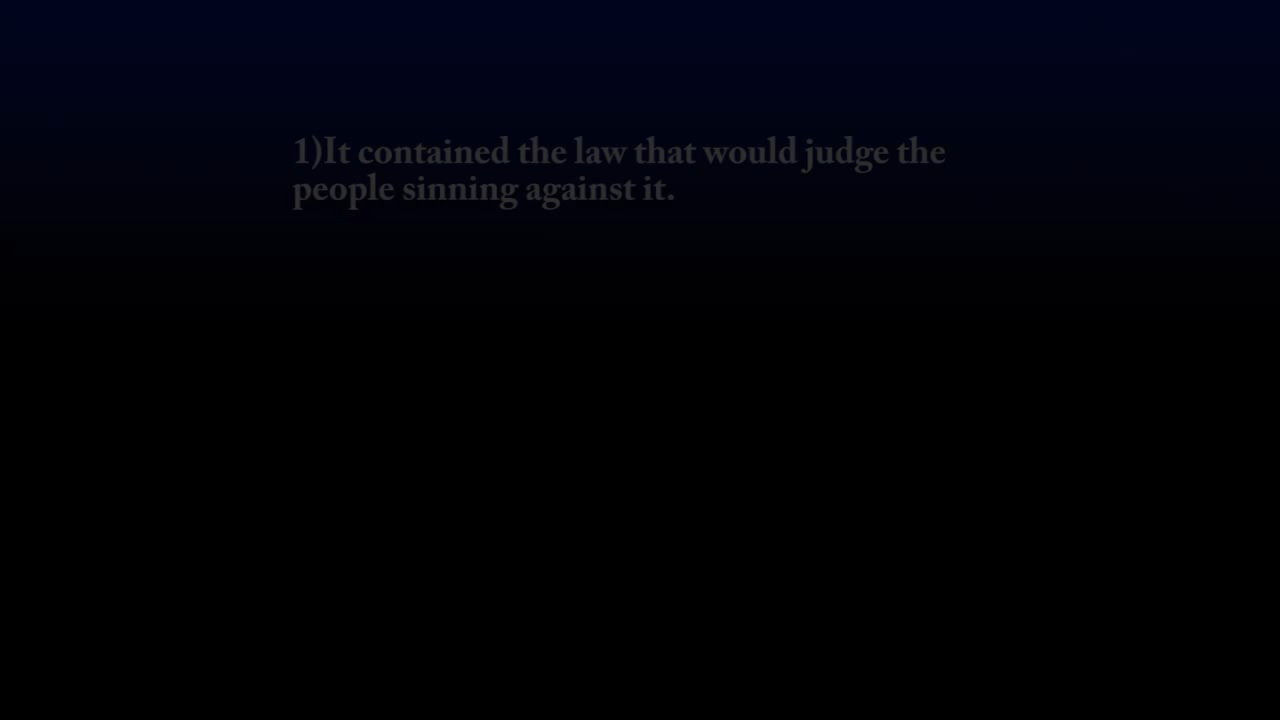 1)It contained the law that would judge the
people sinning against it.